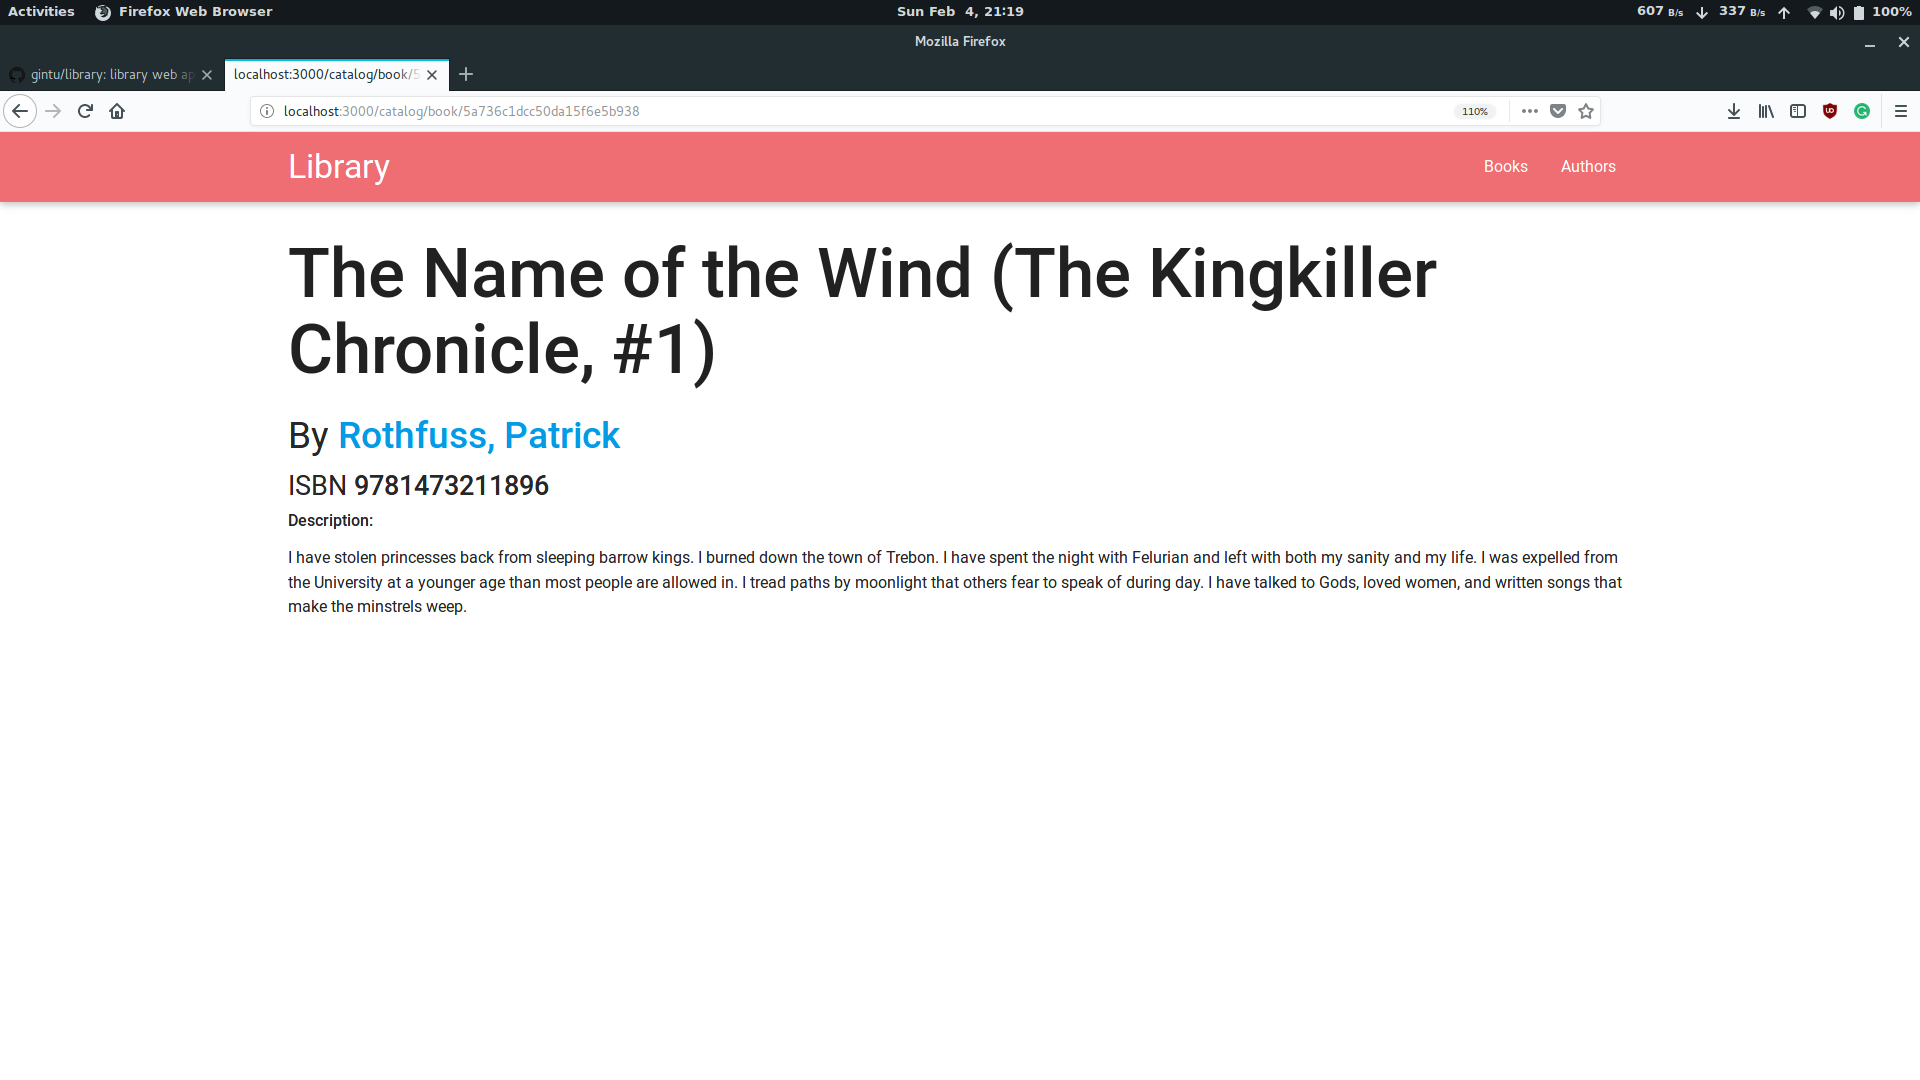 Activities Firefox Web Browser Sun Feb 4, 21:19 607 B/s 337 B/s 100%
Mozilla Firefox
gintu/library: library web ap localhost:3000/catalog/book/5
localhost:3000/catalog/book/5a736c1dcc50da15f6e5b938 110%
Library Books Authors
The Name of the Wind (The Kingkiller
Chronicle, #1)
By Rothfuss, Patrick
ISBN 9781473211896
Description:
I have stolen princesses back from sleeping barrow kings. I burned down the town of Trebon. I have spent the night with Felurian and left with both my sanity and my life. I was expelled from
the University at a younger age than most people are allowed in. I tread paths by moonlight that others fear to speak of during day. I have talked to Gods, loved women, and written songs that
make the minstrels weep.